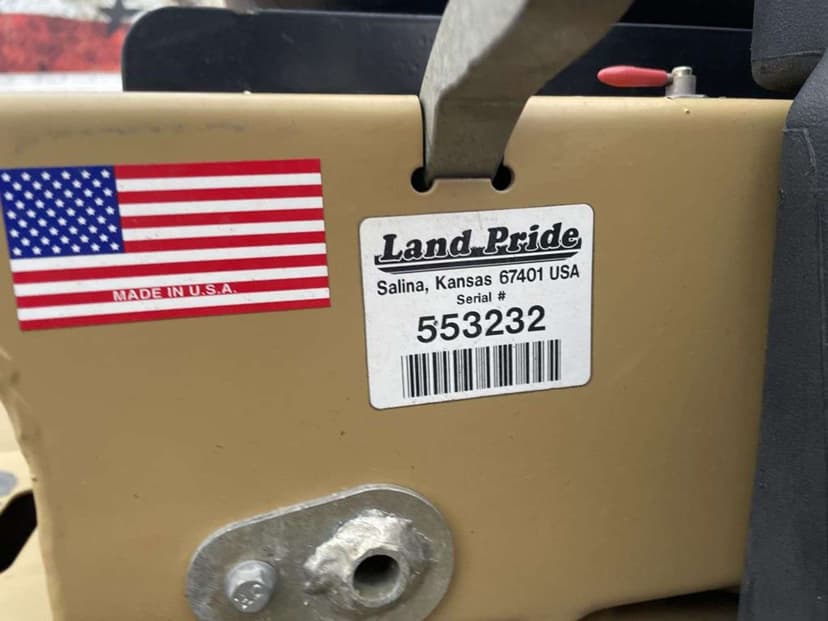 MADE IN U.S.A.
Land Pride
Salina, Kansas 67401 USA
Serial #
553232